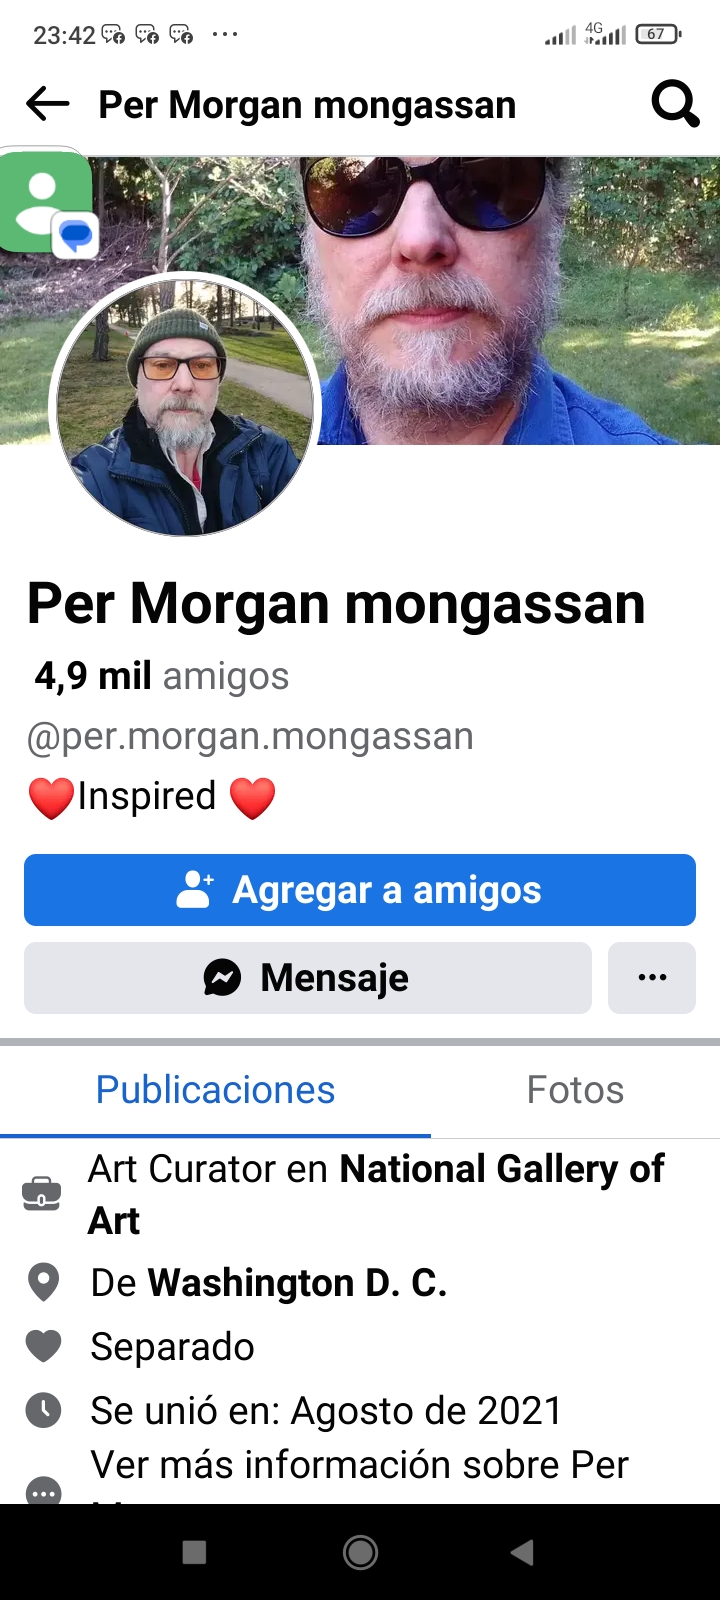 23:42 4G 67
Per Morgan mongassan
Per Morgan mongassan
4,9 mil amigos
@per.morgan.mongassan
❤️Inspired ❤️
Agregar a amigos
Mensaje
Publicaciones Fotos
Art Curator en National Gallery of
Art
De Washington D. C.
Separado
Se unió en: Agosto de 2021
Ver más información sobre Per